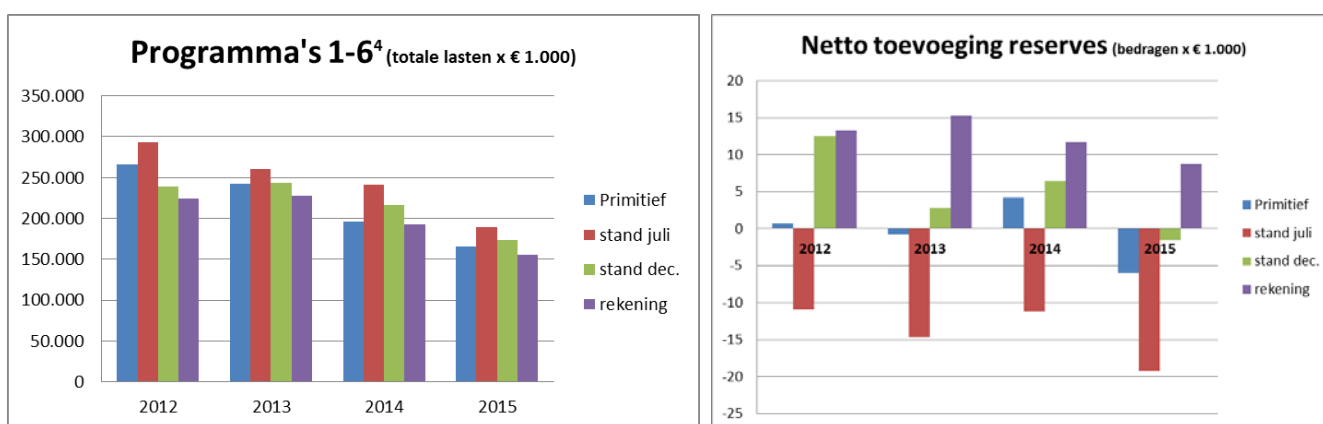 Programma's 1-6⁴ (totale lasten x € 1.000)
350.000
300.000
250.000
200.000
150.000
100.000
50.000
0
2012 2013 2014 2015
Primitief
stand juli
stand dec.
rekening
Netto toevoeging reserves (bedragen x € 1.000)
20
15
10
5
0
-5
-10
-15
-20
-25
2012 2013 2014 2015
Primitief
stand juli
stand dec.
rekening